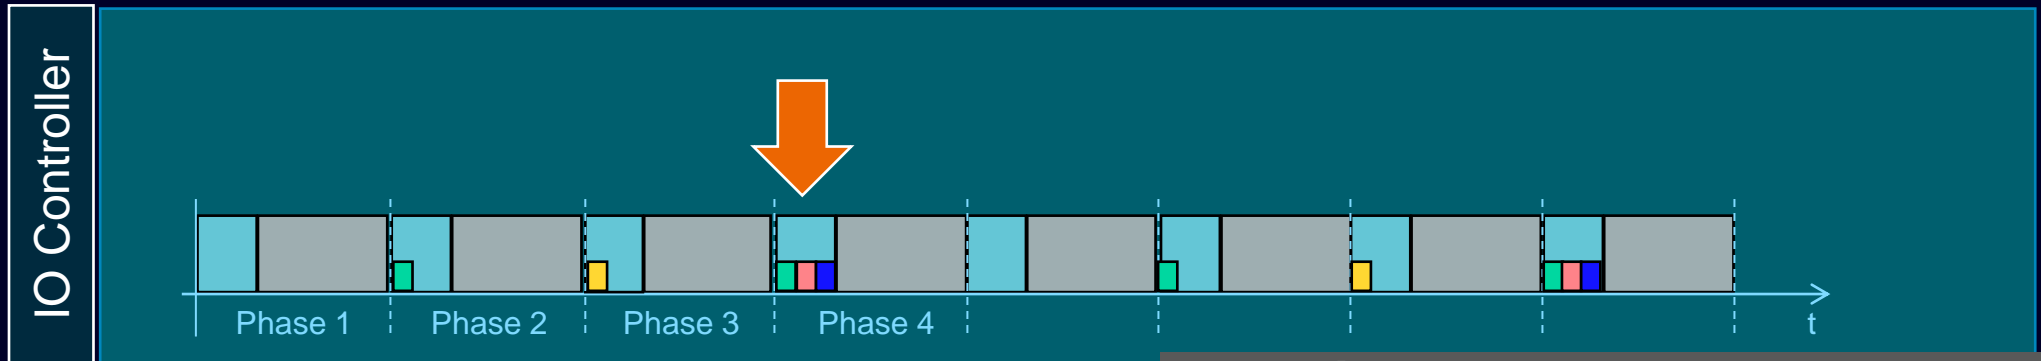 IO Controller
Phase 1 Phase 2 Phase 3 Phase 4 t